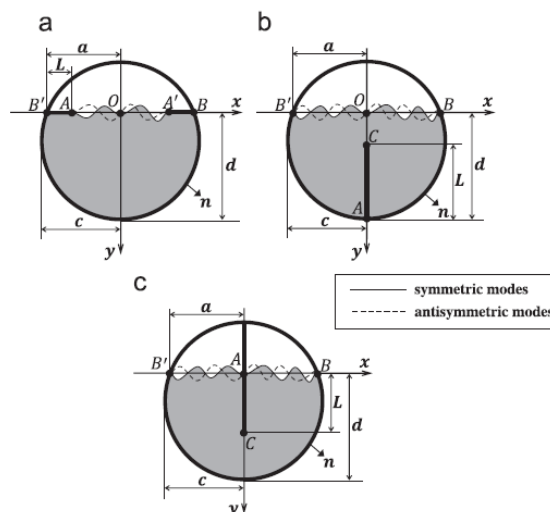 a
a
L
B′ A O A′ B x
d
c n
y
b
a
B′ O B x
C
d
L
A
n
c
y
c
a
B′ A B x
L
d
C
n
c
y
symmetric modes
antisymmetric modes